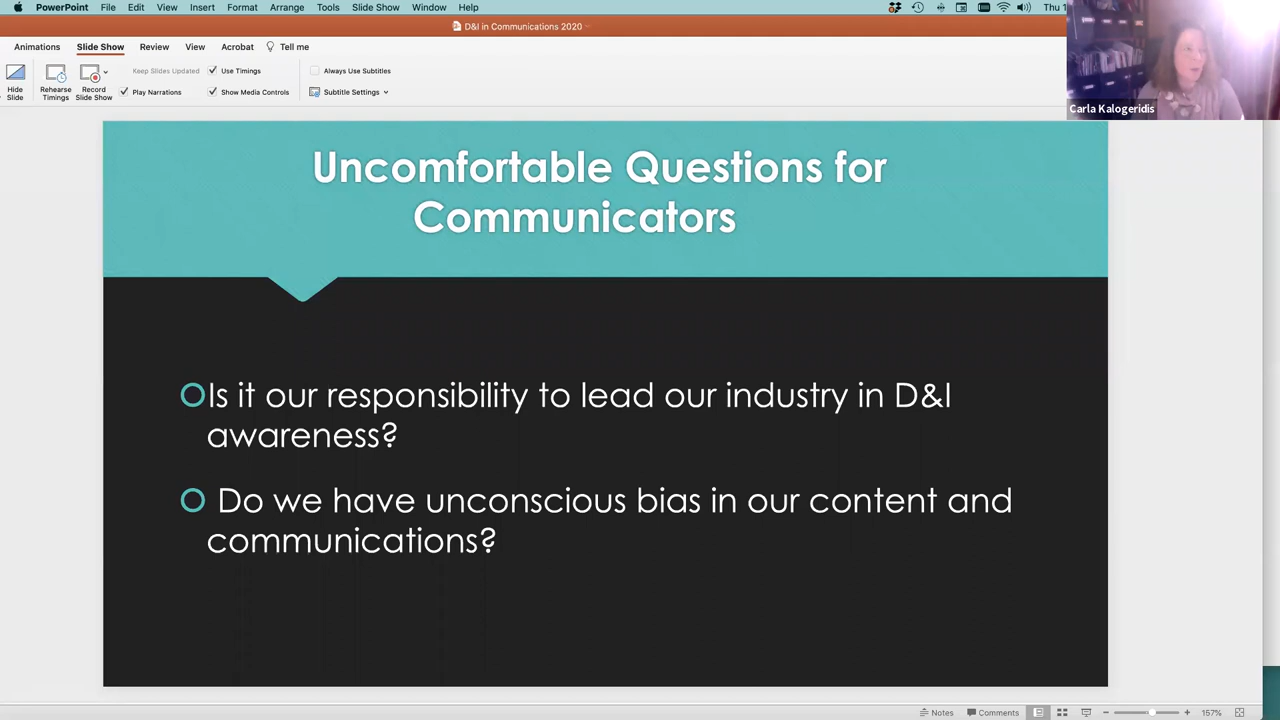 PowerPoint File Edit View Insert Format Arrange Tools Slide Show Window Help Thu 1
D&I in Communications 2020
Animations Slide Show Review View Acrobat Tell me
Hide Slide
Rehearse Timings
Record Slide Show
Keep Slides Updated
Use Timings
Always Use Subtitles
Play Narrations
Show Media Controls
Subtitle Settings
Carla Kalogeridis
Uncomfortable Questions for
Communicators
Is it our responsibility to lead our industry in D&I
awareness?
Do we have unconscious bias in our content and
communications?
Notes Comments 157%